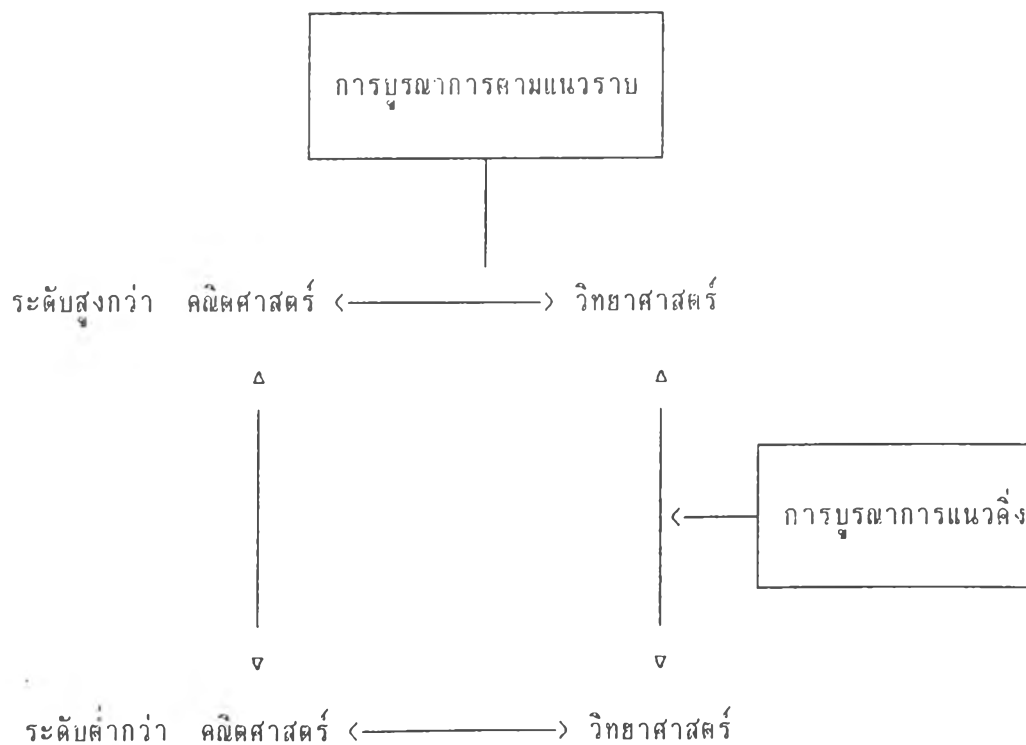 การบูรณาการตามแนวราบ
ระดับสูงกว่า คณิตศาสตร์ <———> วิทยาศาสตร์
การบูรณาการแนวดิ่ง
ระดับต่ำกว่า คณิตศาสตร์ <———> วิทยาศาสตร์